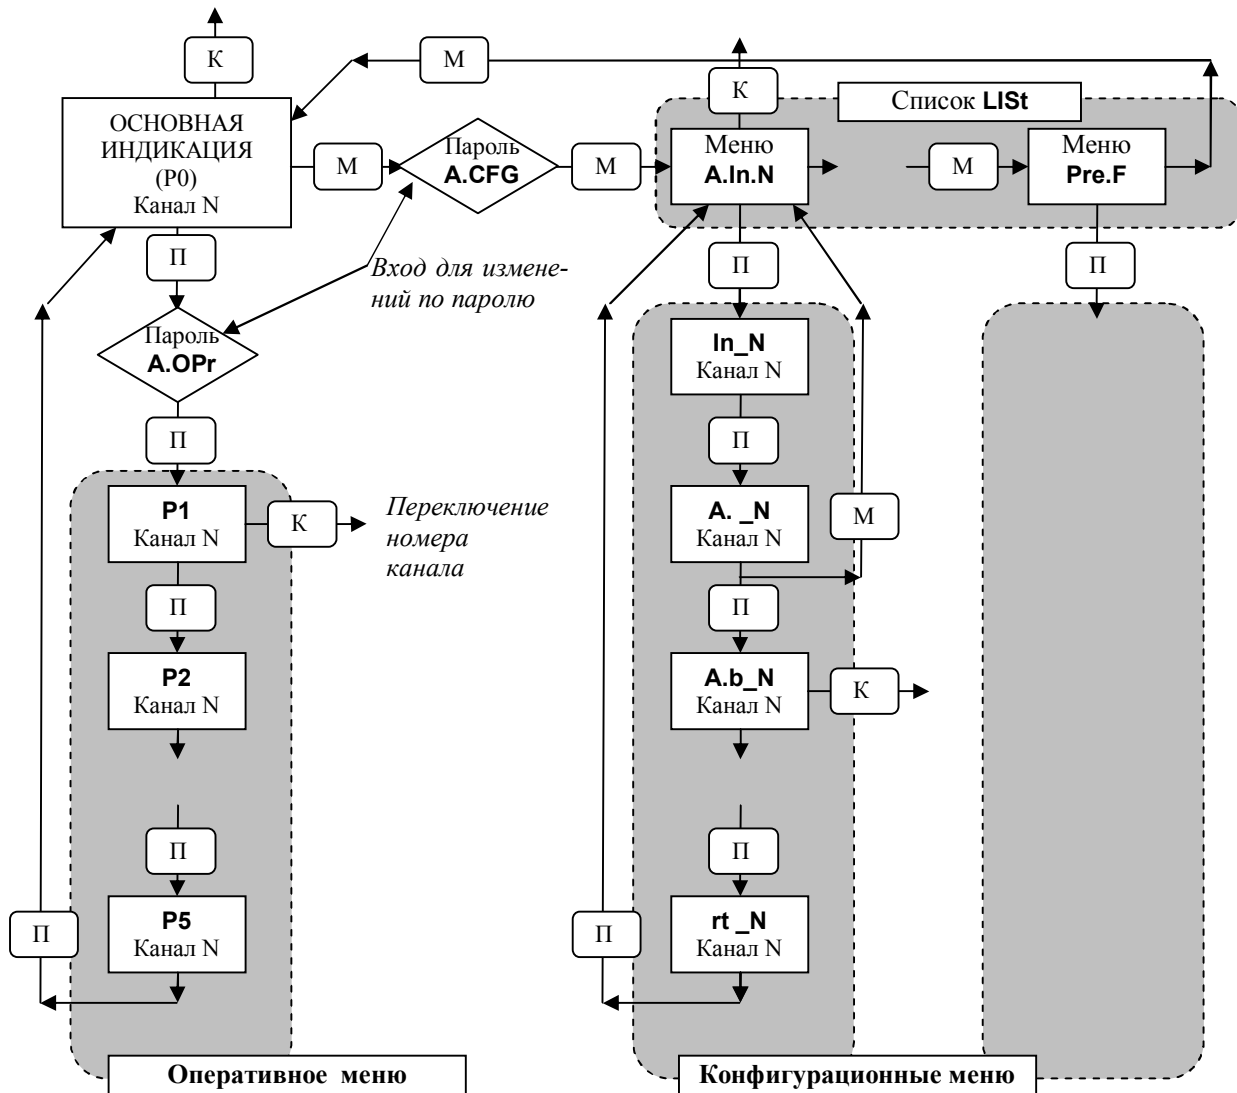 К
М
ОСНОВНАЯ
ИНДИКАЦИЯ
(Р0)
Канал N
М
Пароль
A.CFG
М
К
Список LISt
Меню
A.In.N
М
Меню
Pre.F
П
Вход для измене-
ний по паролю
П
П
Пароль
A.OPr
In_N
Канал N
П
П
P1
Канал N
К
Переключение
номера
канала
A. _N
Канал N
М
П
П
P2
Канал N
A.b_N
Канал N
К
П
П
П
P5
Канал N
П
rt _N
Канал N
Оперативное меню
Конфигурационные меню